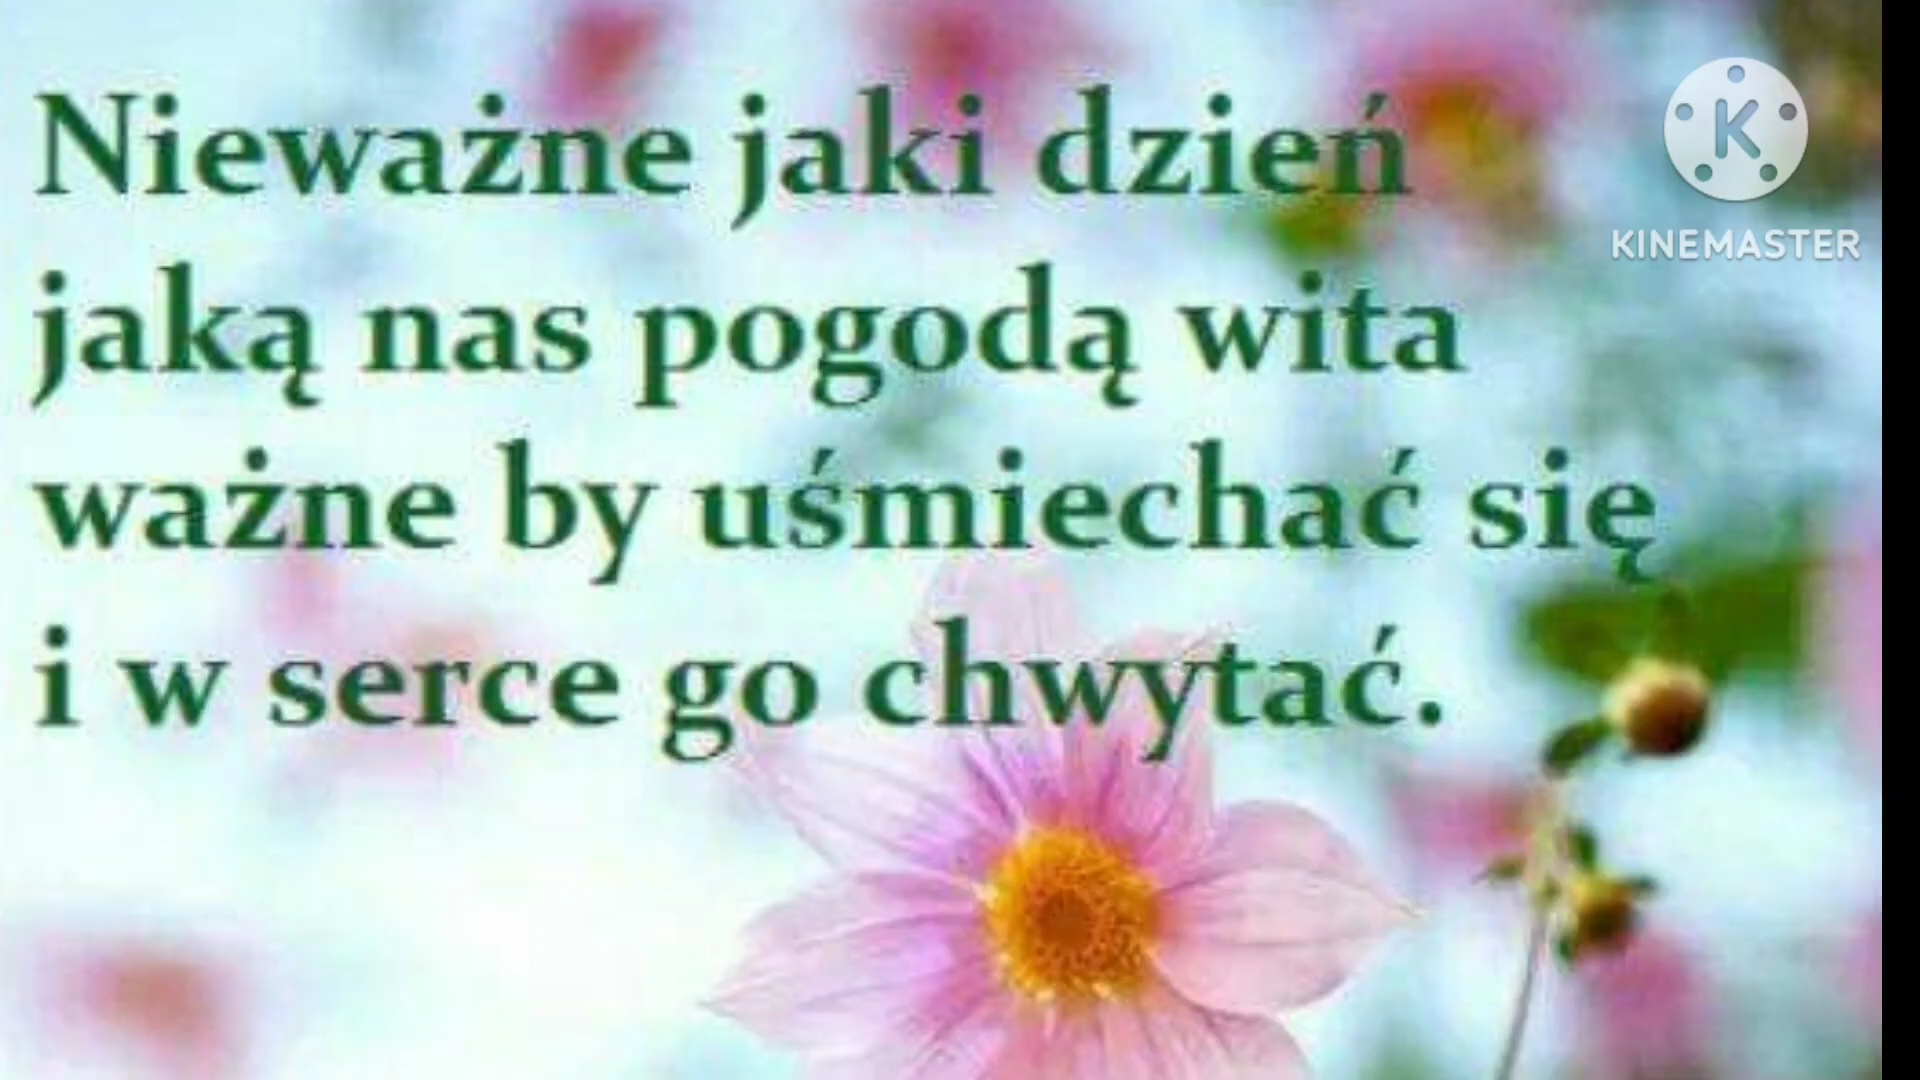 Nieważne jaki dzień
jaką nas pogodą wita
ważne by uśmiechać się
i w serce go chwytać.
K
KINEMASTER